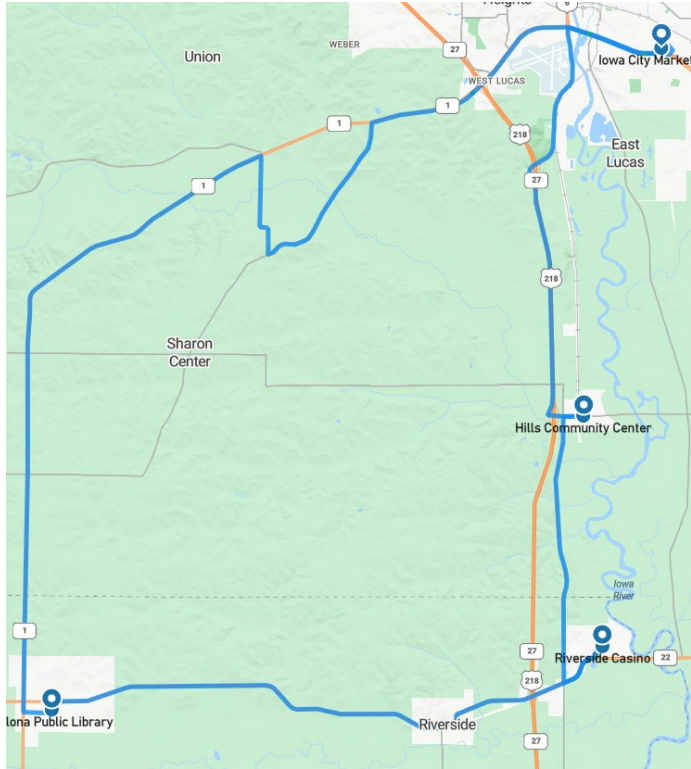 Heights
6
WEBER
27
Iowa City Market
Union
WEST LUCAS
1
1
218
East
Lucas
27
1
218
Sharon
Center
Hills Community Center
Iowa
River
1
27
Riverside Casino
22
218
lona Public Library
Riverside
27